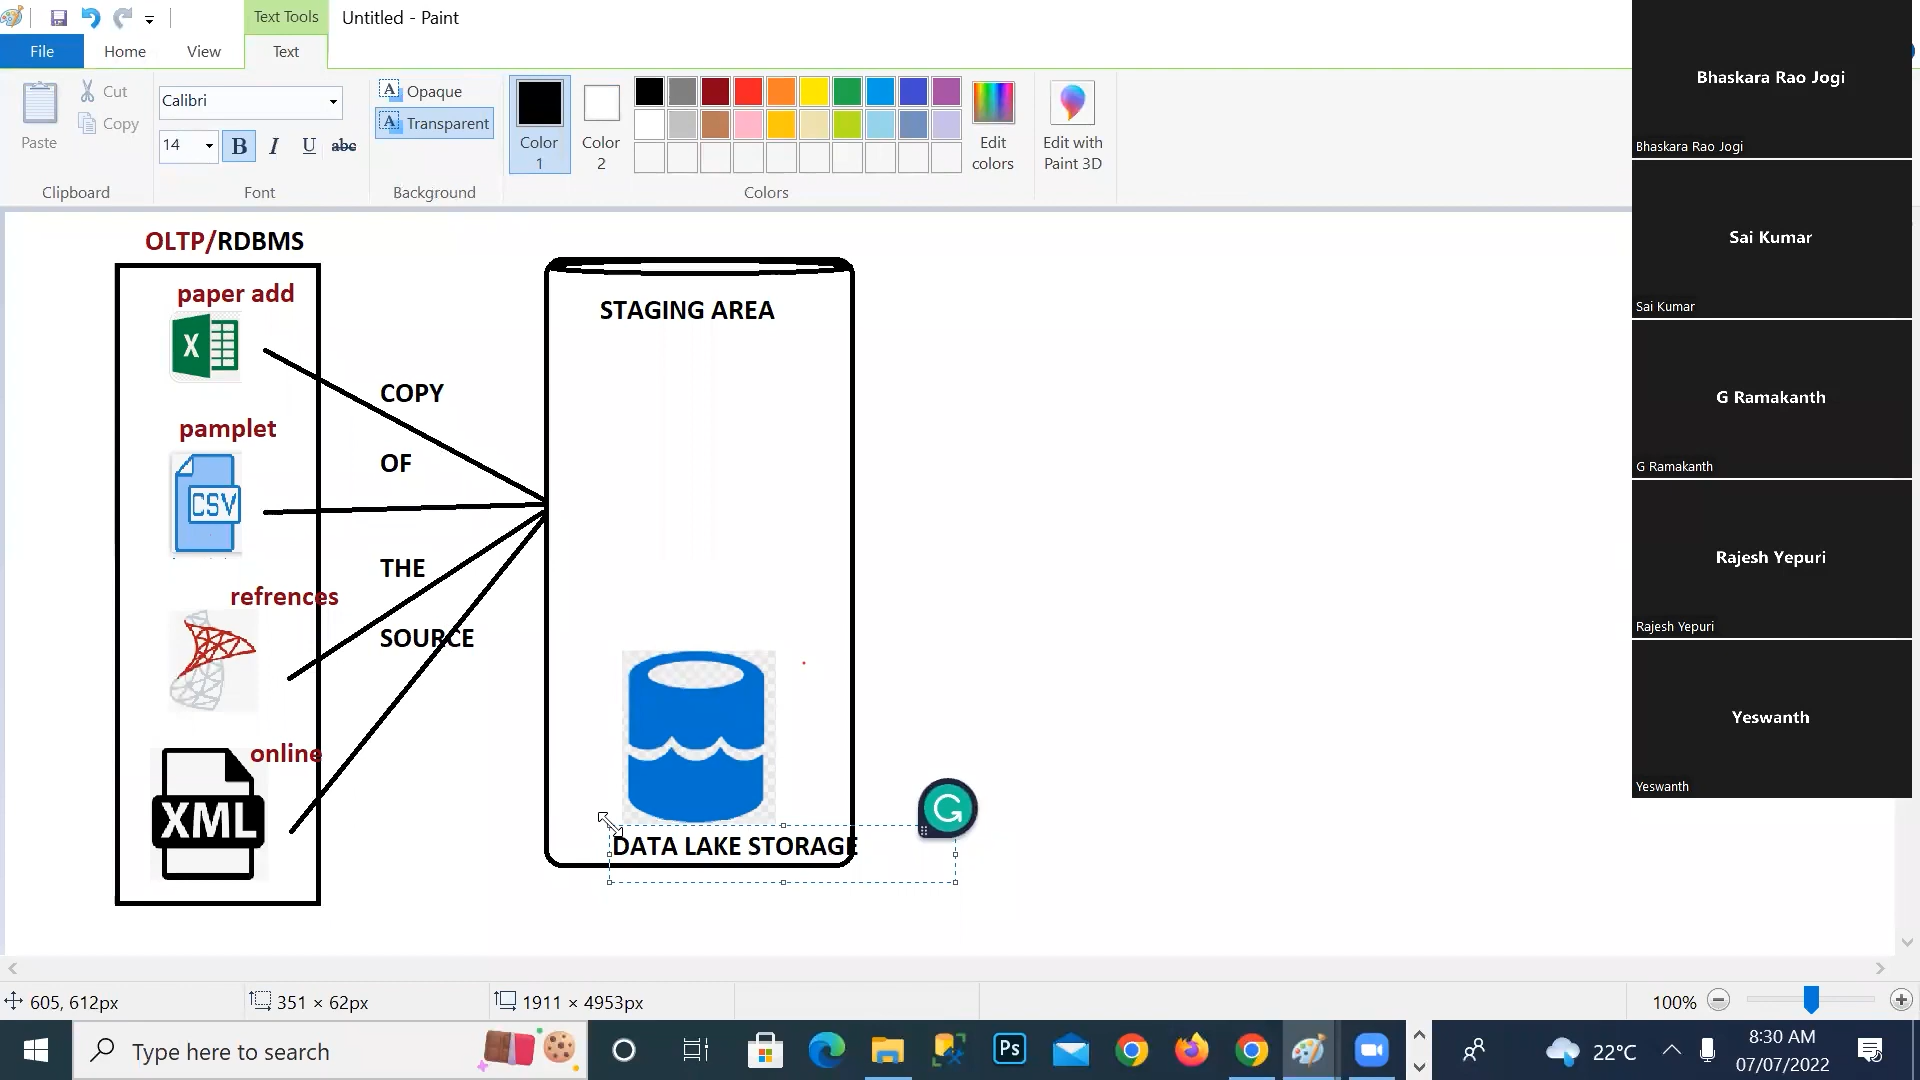 Text Tools
Untitled - Paint
File
Home
View
Text
Paste
Cut
Copy
Clipboard
Calibri
14
B
I
U
abc
Font
A Opaque
A Transparent
Background
Color
1
Color
2
Edit
colors
Colors
Edit with
Paint 3D
OLTP/RDBMS
paper add
X
pamplet
CSV
refrences
online
XML
COPY
OF
THE
SOURCE
STAGING AREA
DATA LAKE STORAGE
G
Bhaskara Rao Jogi
Bhaskara Rao Jogi
Sai Kumar
Sai Kumar
G Ramakanth
G Ramakanth
Rajesh Yepuri
Rajesh Yepuri
Yeswanth
Yeswanth
605, 612px
351 × 62px
1911 × 4953px
100%
Type here to search
Ps
22°C
8:30 AM
07/07/2022